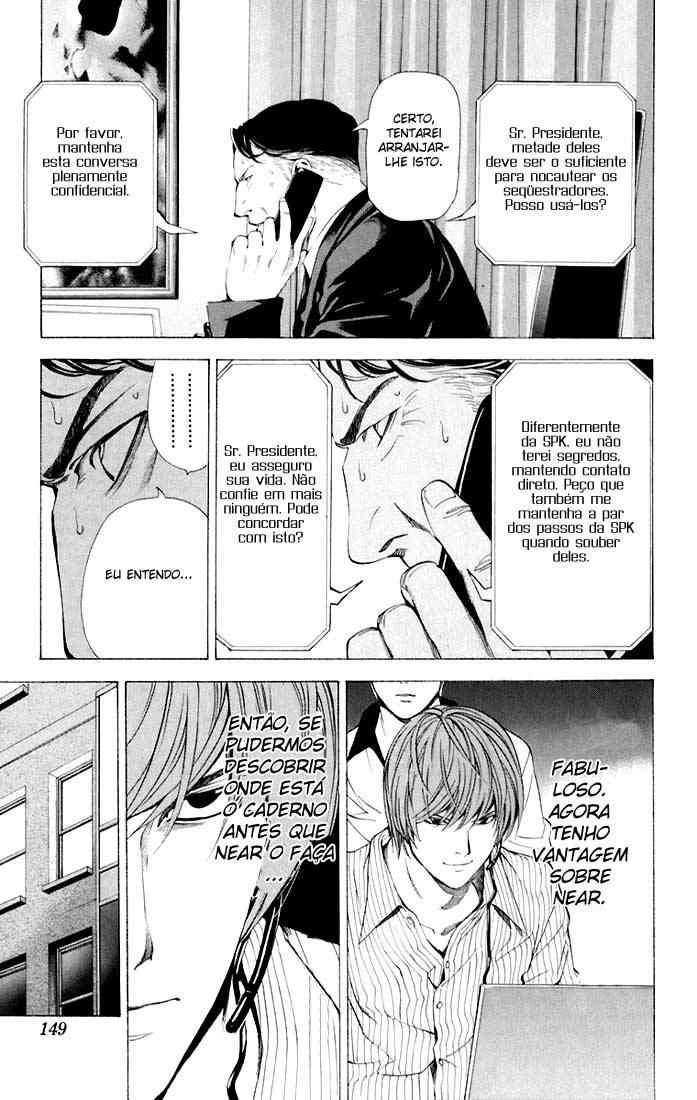 Sr. Presidente,
metade deles
deve ser o suficiente
para nocautear os
seqüestradores.
Posso usá-los?
CERTO,
TENTAREI
ARRANJAR-
LHE ISTO.
Por favor,
mantenha
esta conversa
plenamente
confidencial.
Diferentemente
da SPK, eu não
terei segredos,
mantendo contato
direto. Peço que
também me
mantenha a par
dos passos da SPK
quando souber
deles.
Sr. Presidente,
eu asseguro
sua vida. Não
confie em mais
ninguém. Pode
concordar
com isto?
........
........
EU ENTENDO...
FABU-
LOSO.
AGORA
TENHO
VANTAGEM
SOBRE
NEAR.
ENTÃO, SE
PUDERMOS
DESCOBRIR
ONDE ESTÁ
O CADERNO
ANTES QUE
NEAR O FAÇA
...
149